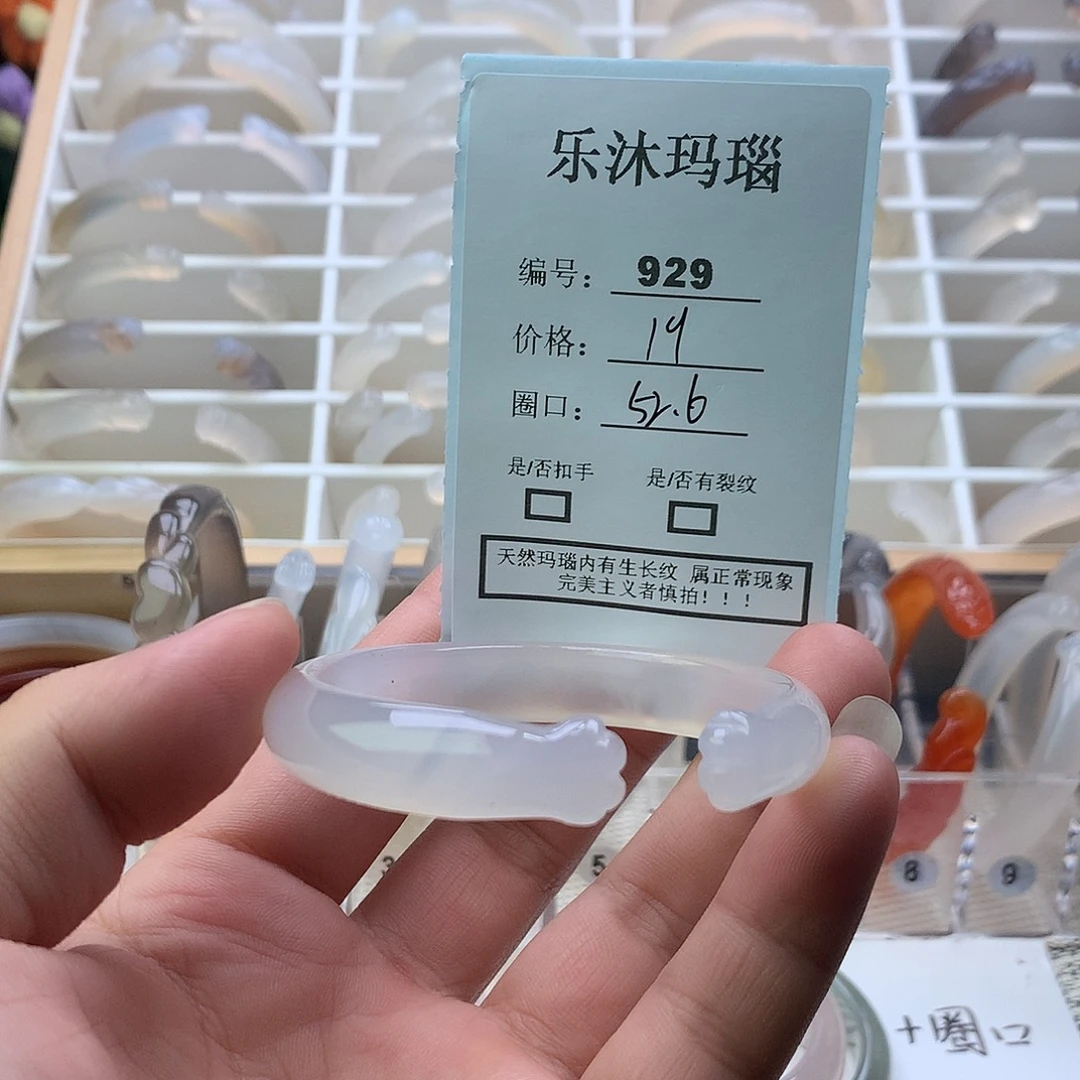 乐沐玛瑙
编号: 929
价格: 19
圈口: 52.6
是/否扣手 是/否有裂纹
天然玛瑙内有生长纹 属正常现象
完美主义者慎拍!!!
3
5
8
9
+圈口